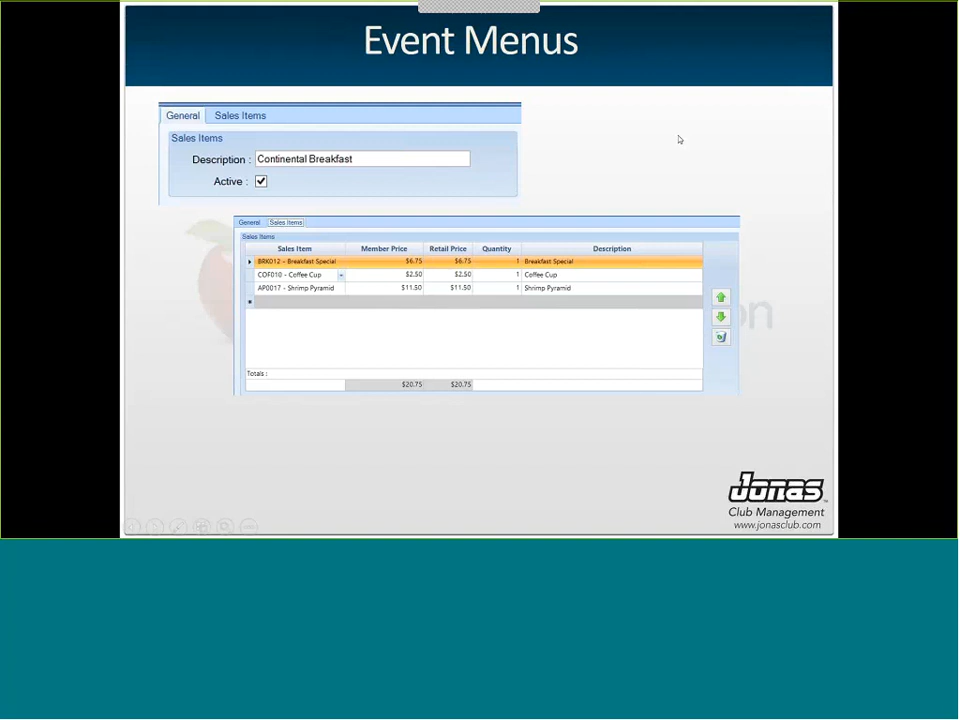 Event Menus
General Sales Items
Sales Items
Description : Continental Breakfast
Active :
General Sales Items
Sales Items
Sales Item Member Price Retail Price Quantity Description
BRK012 - Breakfast Special $6.75 $6.75 1 Breakfast Special
COF010 - Coffee Cup $2.50 $2.50 1 Coffee Cup
AP0017 - Shrimp Pyramid $11.50 $11.50 1 Shrimp Pyramid
Totals :
$20.75 $20.75
Jonas
Club Management
www.jonasclub.com